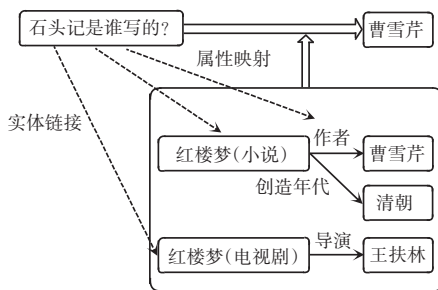 石头记是谁写的?
曹雪芹
属性映射
实体链接
作者
红楼梦(小说)
曹雪芹
创造年代
清朝
导演
红楼梦(电视剧)
王扶林